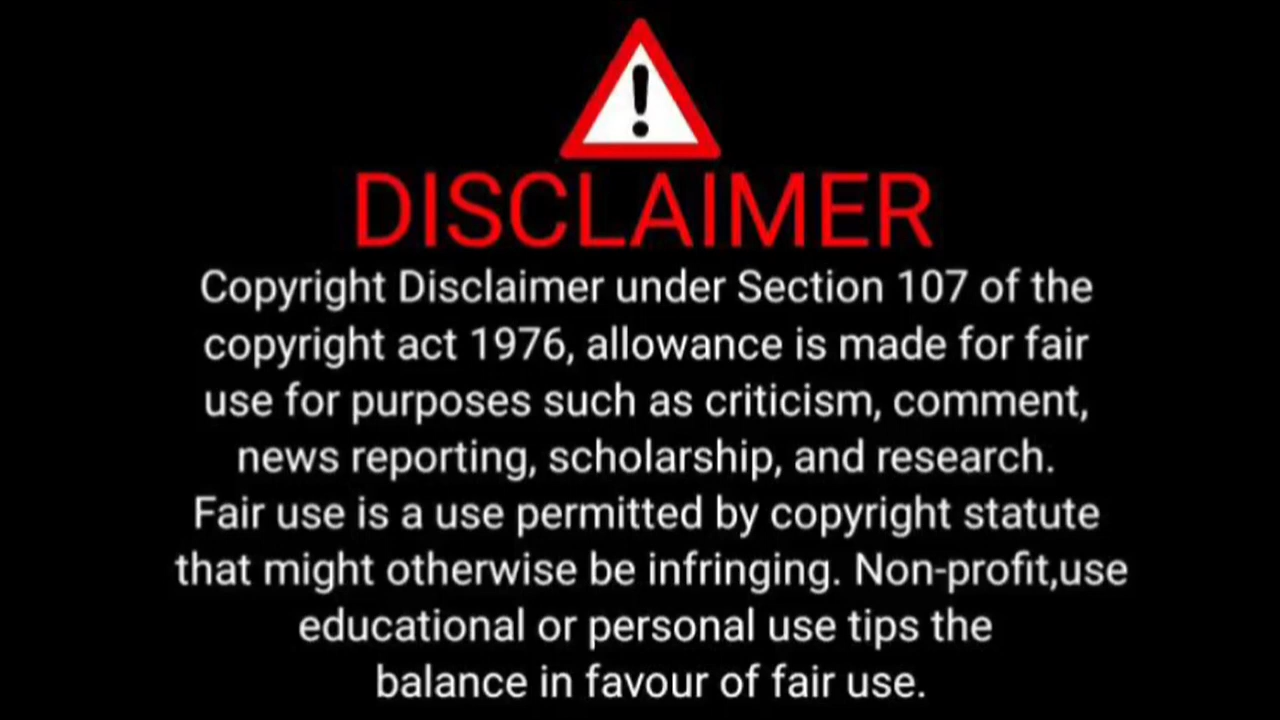 DISCLAIMER
Copyright Disclaimer under Section 107 of the
copyright act 1976, allowance is made for fair
use for purposes such as criticism, comment,
news reporting, scholarship, and research.
Fair use is a use permitted by copyright statute
that might otherwise be infringing. Non-profit,use
educational or personal use tips the
balance in favour of fair use.